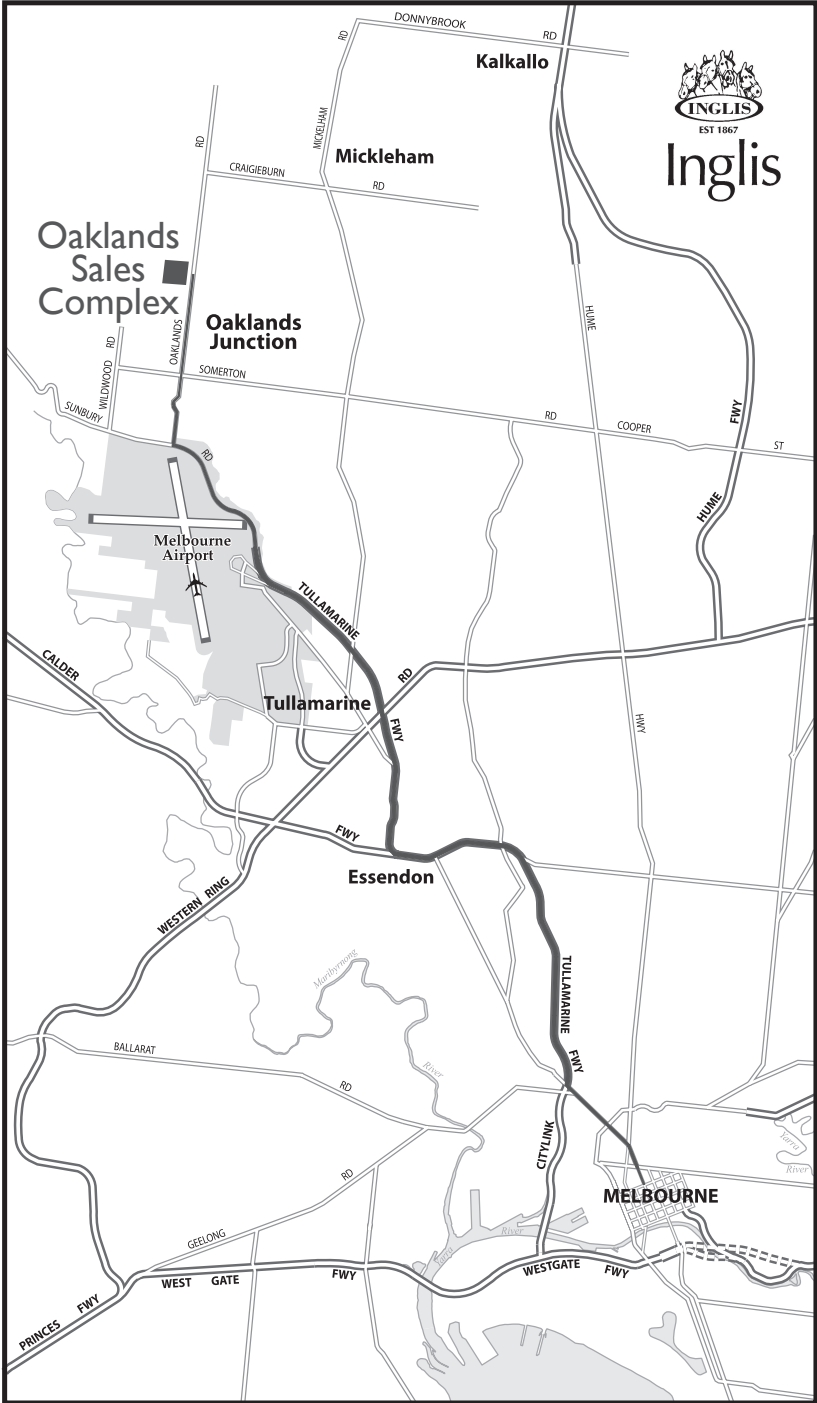 DONNYBROOK
RD
RD
Kalkallo
INGLIS
EST 1867
Inglis
MICKELHAM
RD
Mickleham
CRAIGIEBURN
RD
Oaklands
Sales
Complex
OAKLANDS
Oaklands
Junction
HUME
RD
WILDWOOD
SOMERTON
SUNBURY
FWY
RD
COOPER
ST
RD
HUME
Melbourne
Airport
TULLAMARINE
CALDER
RD
Tullamarine
FWY
HWY
FWY
Essendon
WESTERN RING
Maribyrnong
TULLAMARINE
BALLARAT
FWY
River
RD
CITYLINK
Yarra
River
RD
MELBOURNE
GEELONG
River
Yarra
WEST GATE
FWY
WESTGATE
FWY
PRINCES FWY